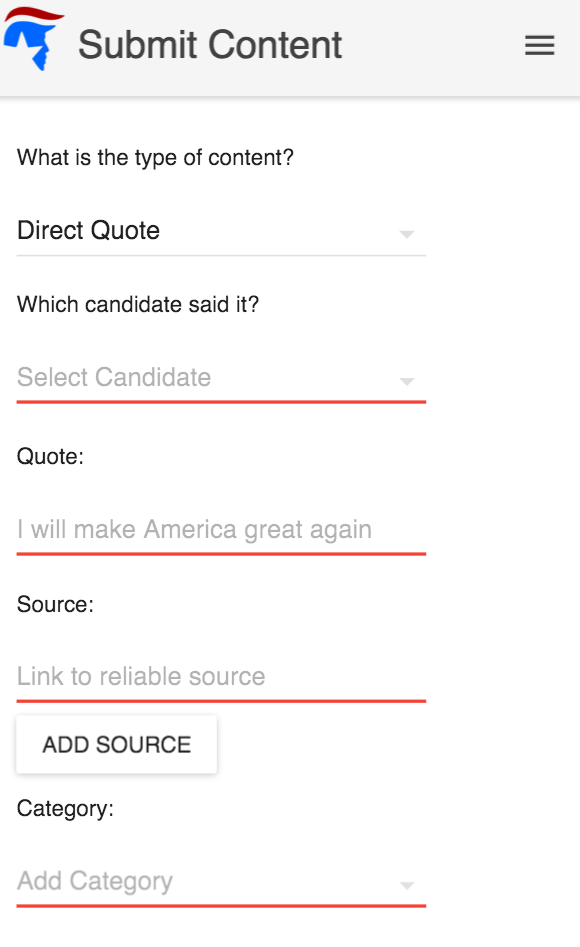 Submit Content
What is the type of content?
Direct Quote
Which candidate said it?
Select Candidate
Quote:
I will make America great again
Source:
Link to reliable source
ADD SOURCE
Category:
Add Category